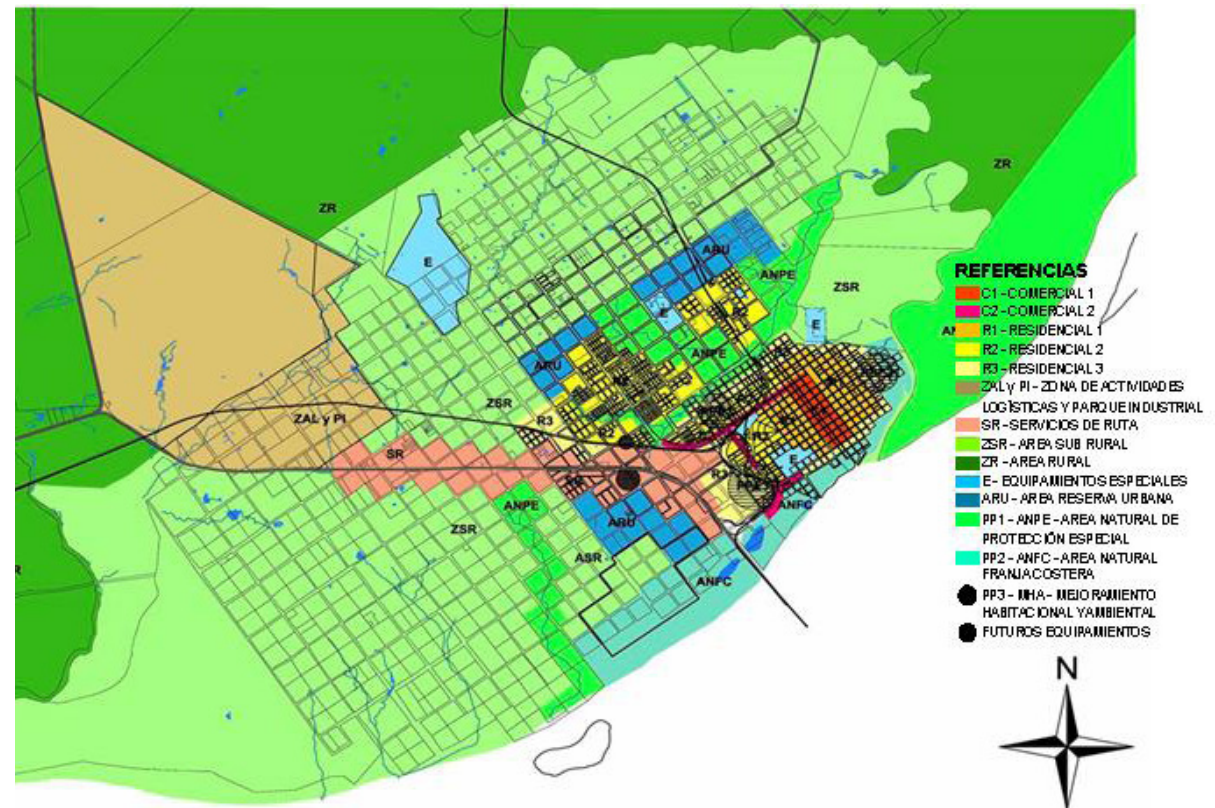 ZR
ZR
E
ARU
ANPE
ZSR
E
R2
E
ANPE
ARU
ZSR
R3
R3
ZAL y PI
SR
E
ANPE
ARU
ANFC
ZSR
ASR
ANFC
R
REFERENCIAS
C1 - COMERCIAL 1
C2 - COMERCIAL 2
R1 - RESIDENCIAL 1
R2 - RESIDENCIAL 2
R3 - RESIDENCIAL 3
ZAL y PI - ZONA DE ACTIVIDADES
LOGÍSTICAS Y PARQUE INDUSTRIAL
SR - SERVICIOS DE RUTA
ZSR - AREA SUB RURAL
ZR - AREA RURAL
E - EQUIPAMIENTOS ESPECIALES
ARU - AREA RESERVA URBANA
PP1 - ANPE - AREA NATURAL DE
PROTECCIÓN ESPECIAL
PP2 - ANFC - AREA NATURAL
FRANJA COSTERA
PP3 - MHA - MEJORAMIENTO
HABITACIONAL Y AMBIENTAL
FUTUROS EQUIPAMIENTOS
N